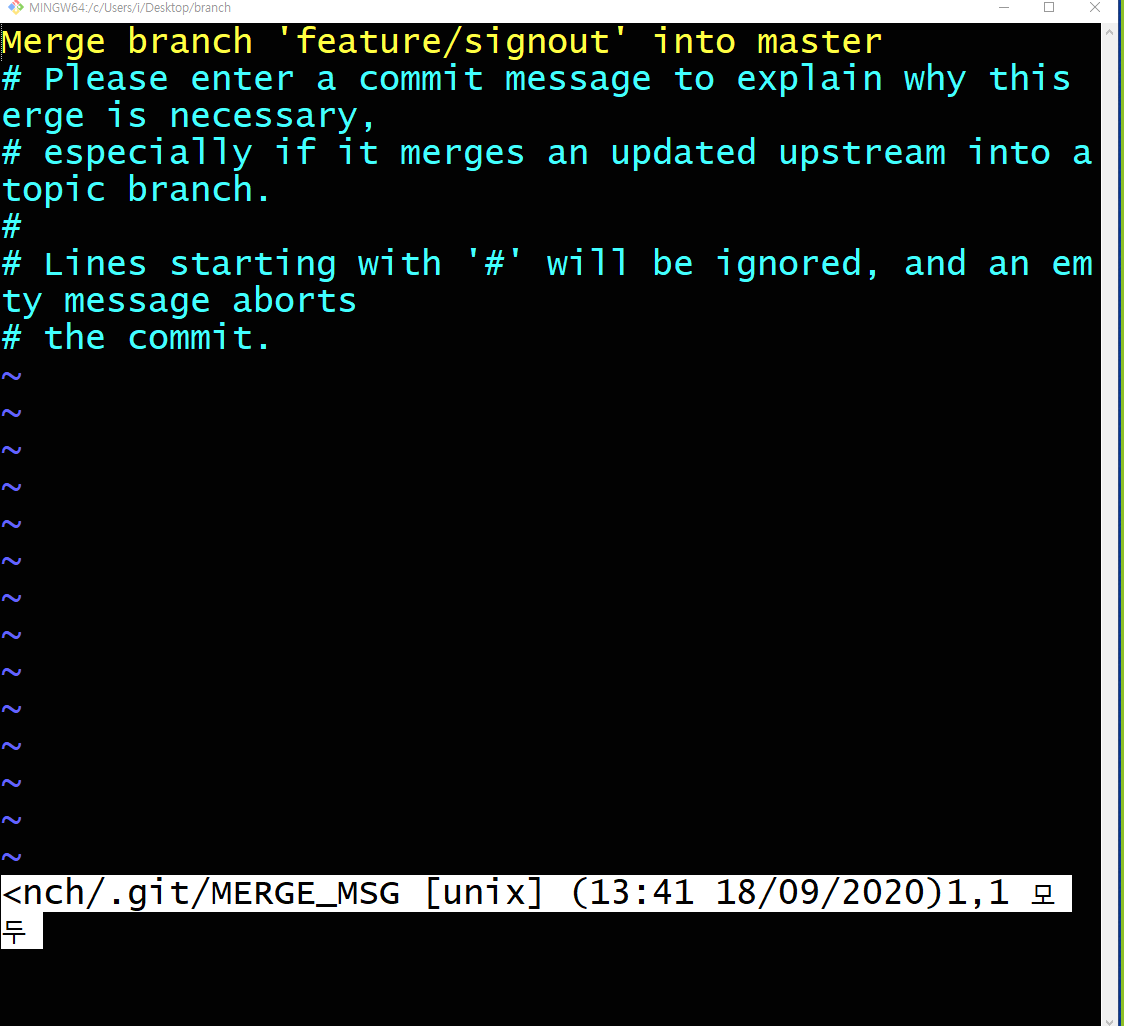 MINGW64:/c/Users/i/Desktop/branch
Merge branch 'feature/signout' into master
# Please enter a commit message to explain why this
erge is necessary,
# especially if it merges an updated upstream into a
topic branch.
#
# Lines starting with '#' will be ignored, and an em
ty message aborts
# the commit.
~
~
~
~
~
~
~
~
~
~
~
~
~
~
<nch/.git/MERGE_MSG [unix] (13:41 18/09/2020)1,1 모
두